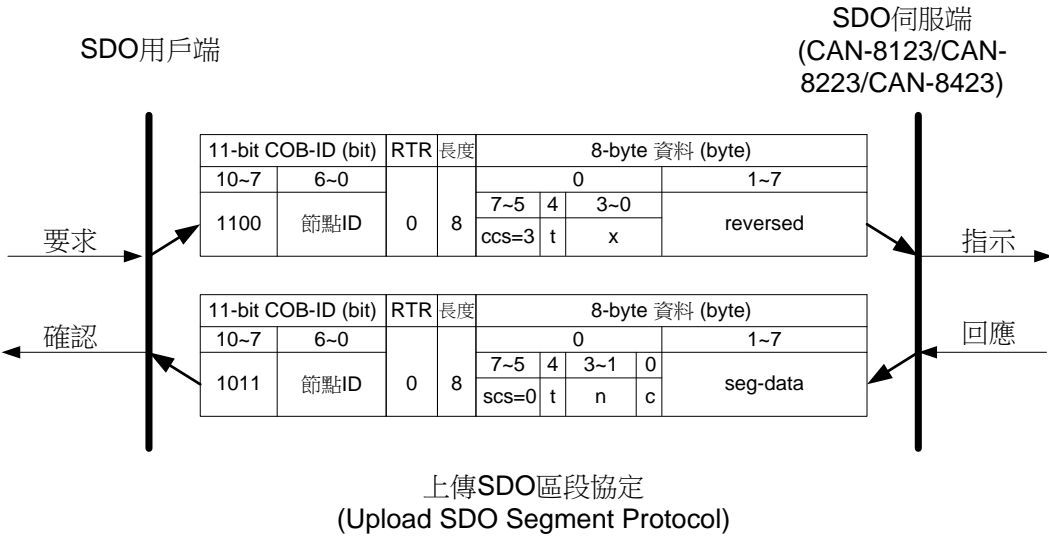 SDO用戶端
SDO伺服端
(CAN-8123/CAN-
8223/CAN-8423)
11-bit COB-ID (bit) RTR 長度 8-byte 資料 (byte)
10~7 6~0 0 1~7
7~5 4 3~0
1100 節點ID 0 8 reversed
ccs=3 t x
要求
指示
11-bit COB-ID (bit) RTR 長度 8-byte 資料 (byte)
10~7 6~0 0 1~7
7~5 4 3~1 0
1011 節點ID 0 8 seg-data
scs=0 t n c
確認
回應
上傳SDO區段協定
(Upload SDO Segment Protocol)